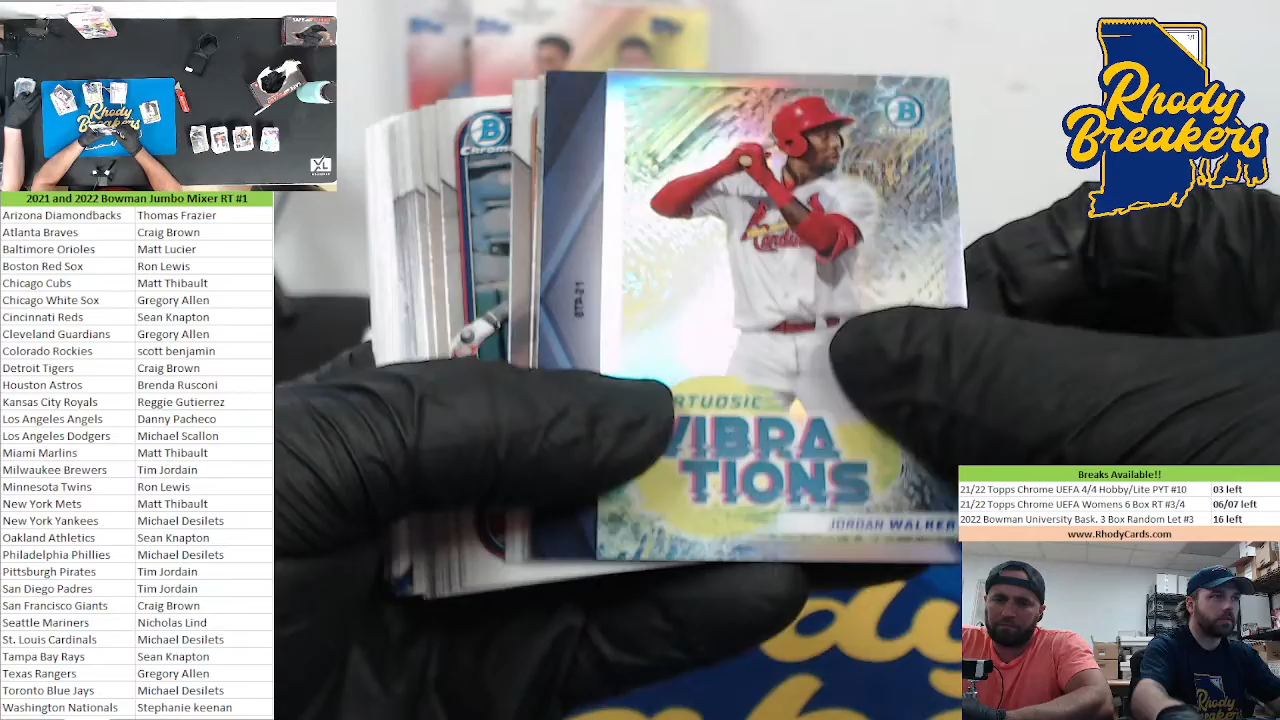 2021 and 2022 Bowman Jumbo Mixer RT #1
Arizona Diamondbacks Thomas Frazier
Atlanta Braves Craig Brown
Baltimore Orioles Matt Lucier
Boston Red Sox Ron Lewis
Chicago Cubs Matt Thibault
Chicago White Sox Gregory Allen
Cincinnati Reds Sean Knapton
Cleveland Guardians Gregory Allen
Colorado Rockies scott benjamin
Detroit Tigers Craig Brown
Houston Astros Brenda Rusconi
Kansas City Royals Reggie Gutierrez
Los Angeles Angels Danny Pacheco
Los Angeles Dodgers Michael Scallon
Miami Marlins Matt Thibault
Milwaukee Brewers Tim Jordain
Minnesota Twins Ron Lewis
New York Mets Matt Thibault
New York Yankees Michael Desilets
Oakland Athletics Sean Knapton
Philadelphia Phillies Michael Desilets
Pittsburgh Pirates Tim Jordain
San Diego Padres Tim Jordain
San Francisco Giants Craig Brown
Seattle Mariners Nicholas Lind
St. Louis Cardinals Michael Desilets
Tampa Bay Rays Sean Knapton
Texas Rangers Gregory Allen
Toronto Blue Jays Michael Desilets
Washington Nationals Stephanie keenan
Rhody
Breakers
B
Chrome
B
RTUOSIC
VIBRA
TIONS
JORDAN WALKER
1/1
Rhody
Breakers
Breaks Available!!
21/22 Topps Chrome UEFA 4/4 Hobby/Lite PYT #10 03 left
21/22 Topps Chrome UEFA Womens 6 Box RT #3/4 06/07 left
2022 Bowman University Bask. 3 Box Random Let #3 16 left
www.RhodyCards.com
Rhody
Breakers